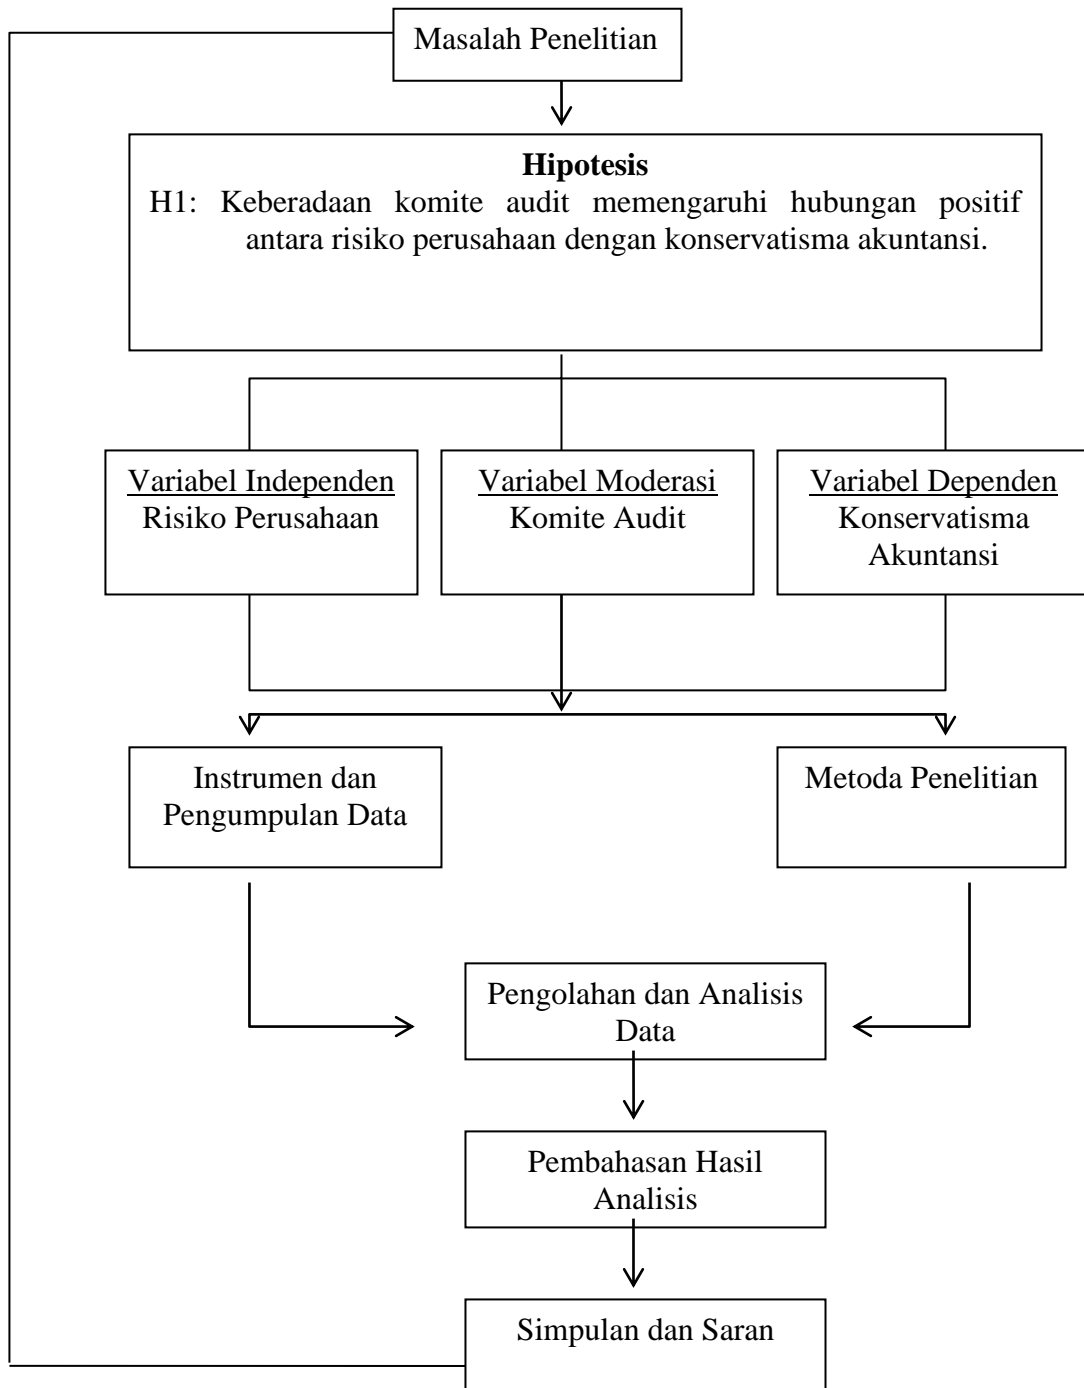 Masalah Penelitian
Hipotesis
H1: Keberadaan komite audit memengaruhi hubungan positif
antara risiko perusahaan dengan konservatisma akuntansi.
Variabel Independen
Risiko Perusahaan
Variabel Moderasi
Komite Audit
Variabel Dependen
Konservatisma
Akuntansi
Instrumen dan
Pengumpulan Data
Metoda Penelitian
Pengolahan dan Analisis
Data
Pembahasan Hasil
Analisis
Simpulan dan Saran